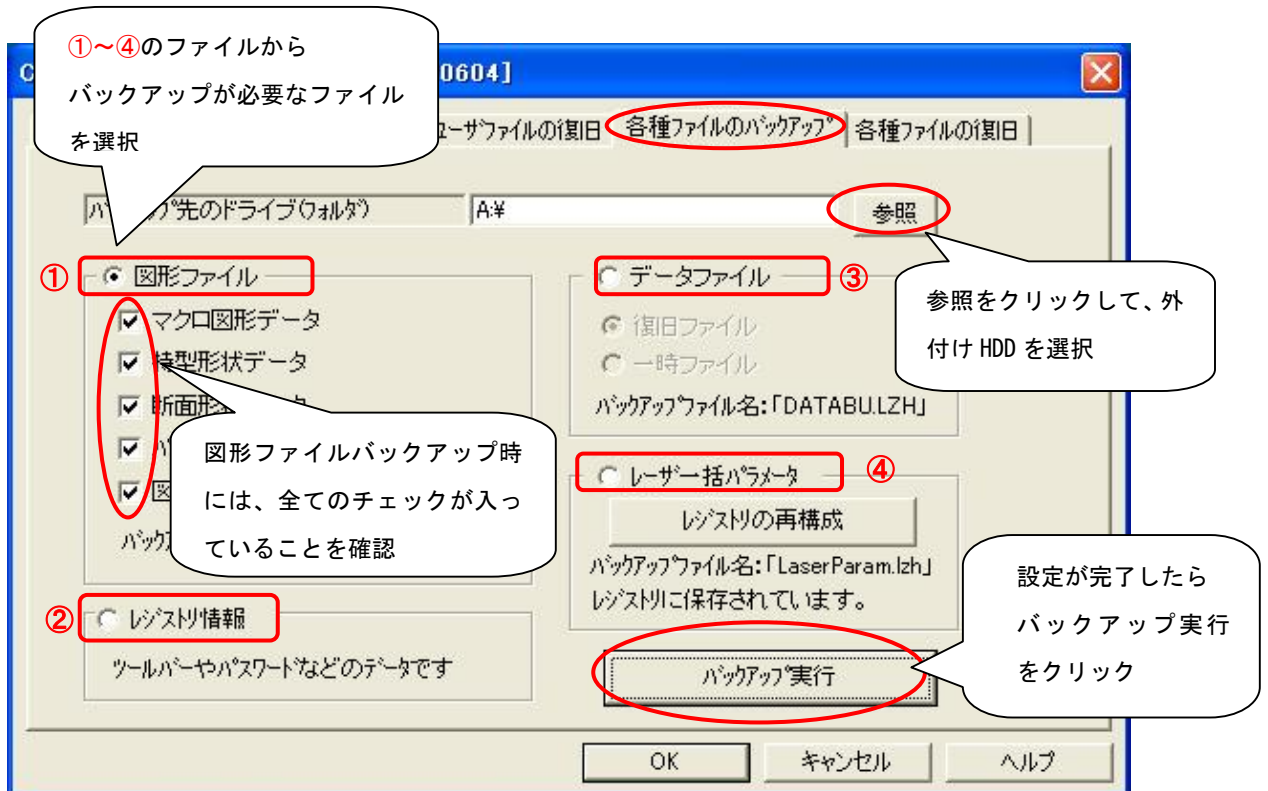 ①～④のファイルから
バックアップが必要なファイル
を選択
C
0604]
ユーザファイルの復旧
各種ファイルのバックアップ
各種ファイルの復旧
先のドライブ(フォルダ)
A:¥
参照
参照をクリックして、外
付け HDD を選択
①
図形ファイル
マクロ図形データ
特型形状データ
断面形
図形ファイルバックアップ時
には、全てのチェックが入っ
ていることを確認
②
レジストリ情報
ツールバーやパスワードなどのデータです
③
データファイル
復旧ファイル
一時ファイル
バックアップファイル名:「DATABU.LZH」
④
レーザー括パラメータ
レジストリの再構成
バックアップファイル名:「LaserParam.lzh」
レジストリに保存されています。
バックアップ実行
設定が完了したら
バックアップ実行
をクリック
OK
キャンセル
ヘルプ